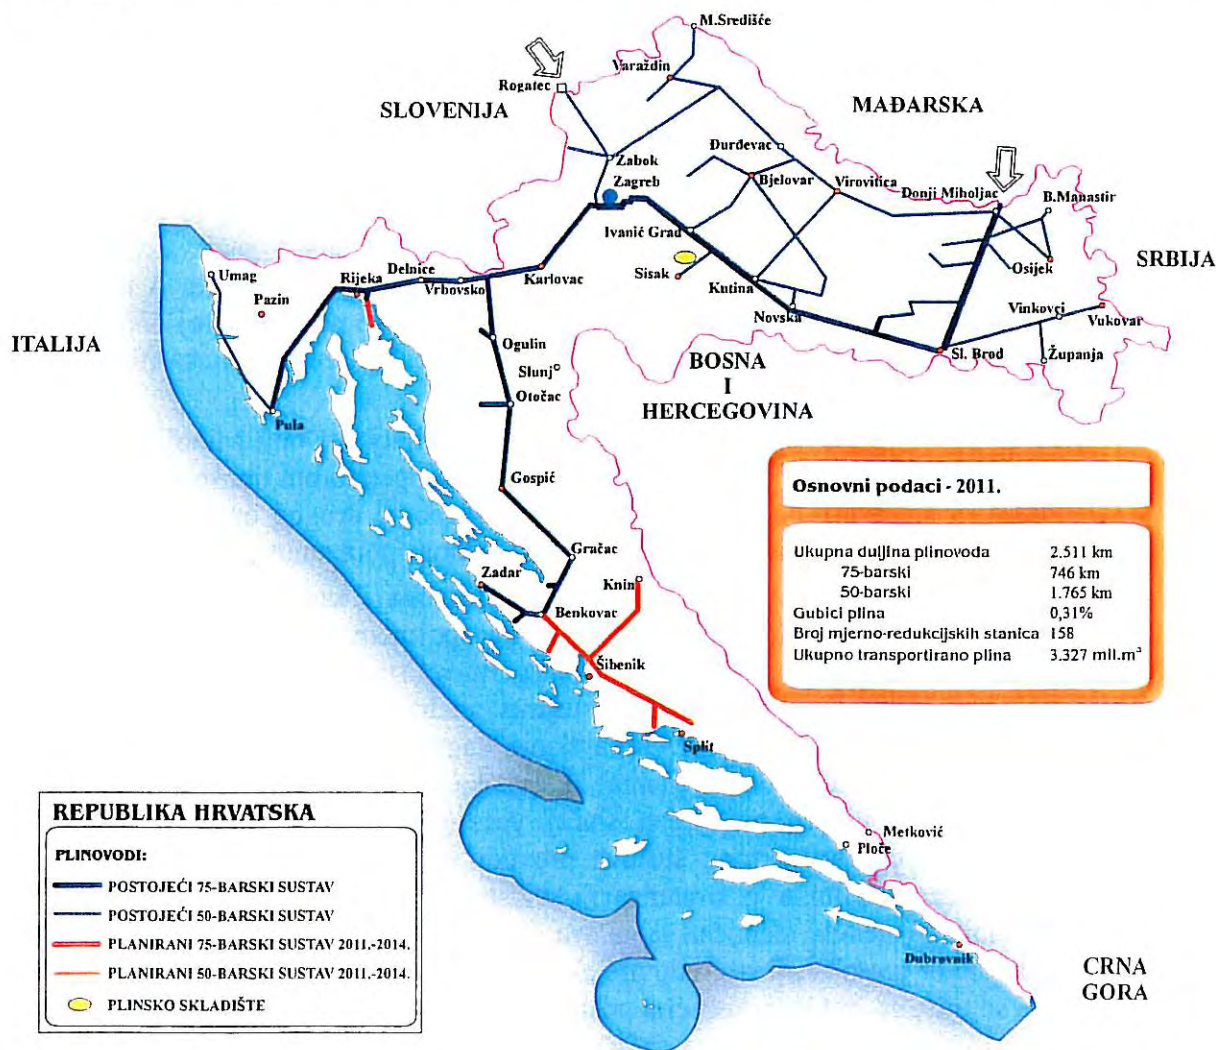 M.Središće
Varaždin
Rogatec
SLOVENIJA
MAĐARSKA
Đurđevac
Zabok
Zagreb
Bjelovar
Virovitica
Donji Miholjac
B.Manastir
Ivanić Grad
Sisak
Kutina
Novska
Osijek
SRBIJA
Vinkovci
Vukovar
Sl. Brod
Županja
Umag
Pazin
Rijeka
Delnice
Vrbovsko
Karlovac
ITALIJA
Ogulin
Slunj
Otočac
BOSNA
I
HERCEGOVINA
Pula
Gospić
Gračac
Zadar
Knin
Benkovac
Šibenik
Split
Osnovni podaci - 2011.
Ukupna duljina plinovoda 2.511 km
75-barski 746 km
50-barski 1.765 km
Gubici plina 0,31%
Broj mjerno-redukcijskih stanica 158
Ukupno transportirano plina 3.327 mil.m³
Metković
Ploče
Dubrovnik
CRNA
GORA
REPUBLIKA HRVATSKA
PLINOVODI:
POSTOJEĆI 75-BARSKI SUSTAV
POSTOJEĆI 50-BARSKI SUSTAV
PLANIRANI 75-BARSKI SUSTAV 2011.-2014.
PLANIRANI 50-BARSKI SUSTAV 2011.-2014.
PLINSKO SKLADIŠTE